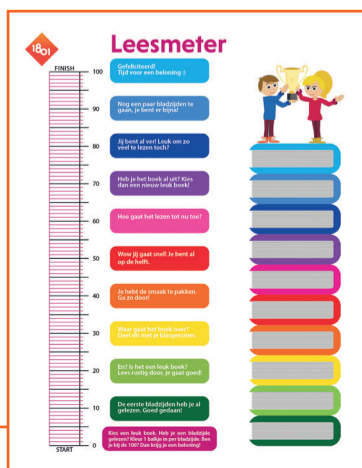 1801
Leesmeter
FINISH
100
Gefeliciteerd!
Tijd voor een beloning :)
90
Nog een paar bladzijden te
gaan, je bent er bijna!
80
Jij bent al ver! Leuk om zo
veel te lezen toch?
70
Heb je het boek al uit? Kies
dan een nieuw leuk boek!
60
Hoe gaat het lezen tot nu toe?
50
Wow jij gaat snel! Je bent al
op de helft.
40
Je hebt de smaak te pakken.
Ga zo door!
30
Waar gaat het boek over?
Deel dit met je klasgenoten.
20
En? Is het een leuk boek?
Lees rustig door, je gaat goed!
10
De eerste bladzijden heb je al
gelezen. Goed gedaan!
0
Kies een leuk boek. Heb je een bladzijde
gelezen? Kleur 1 balkje in per bladzijde. Ben
je bij de 100? Dan krijg je een beloning!
START